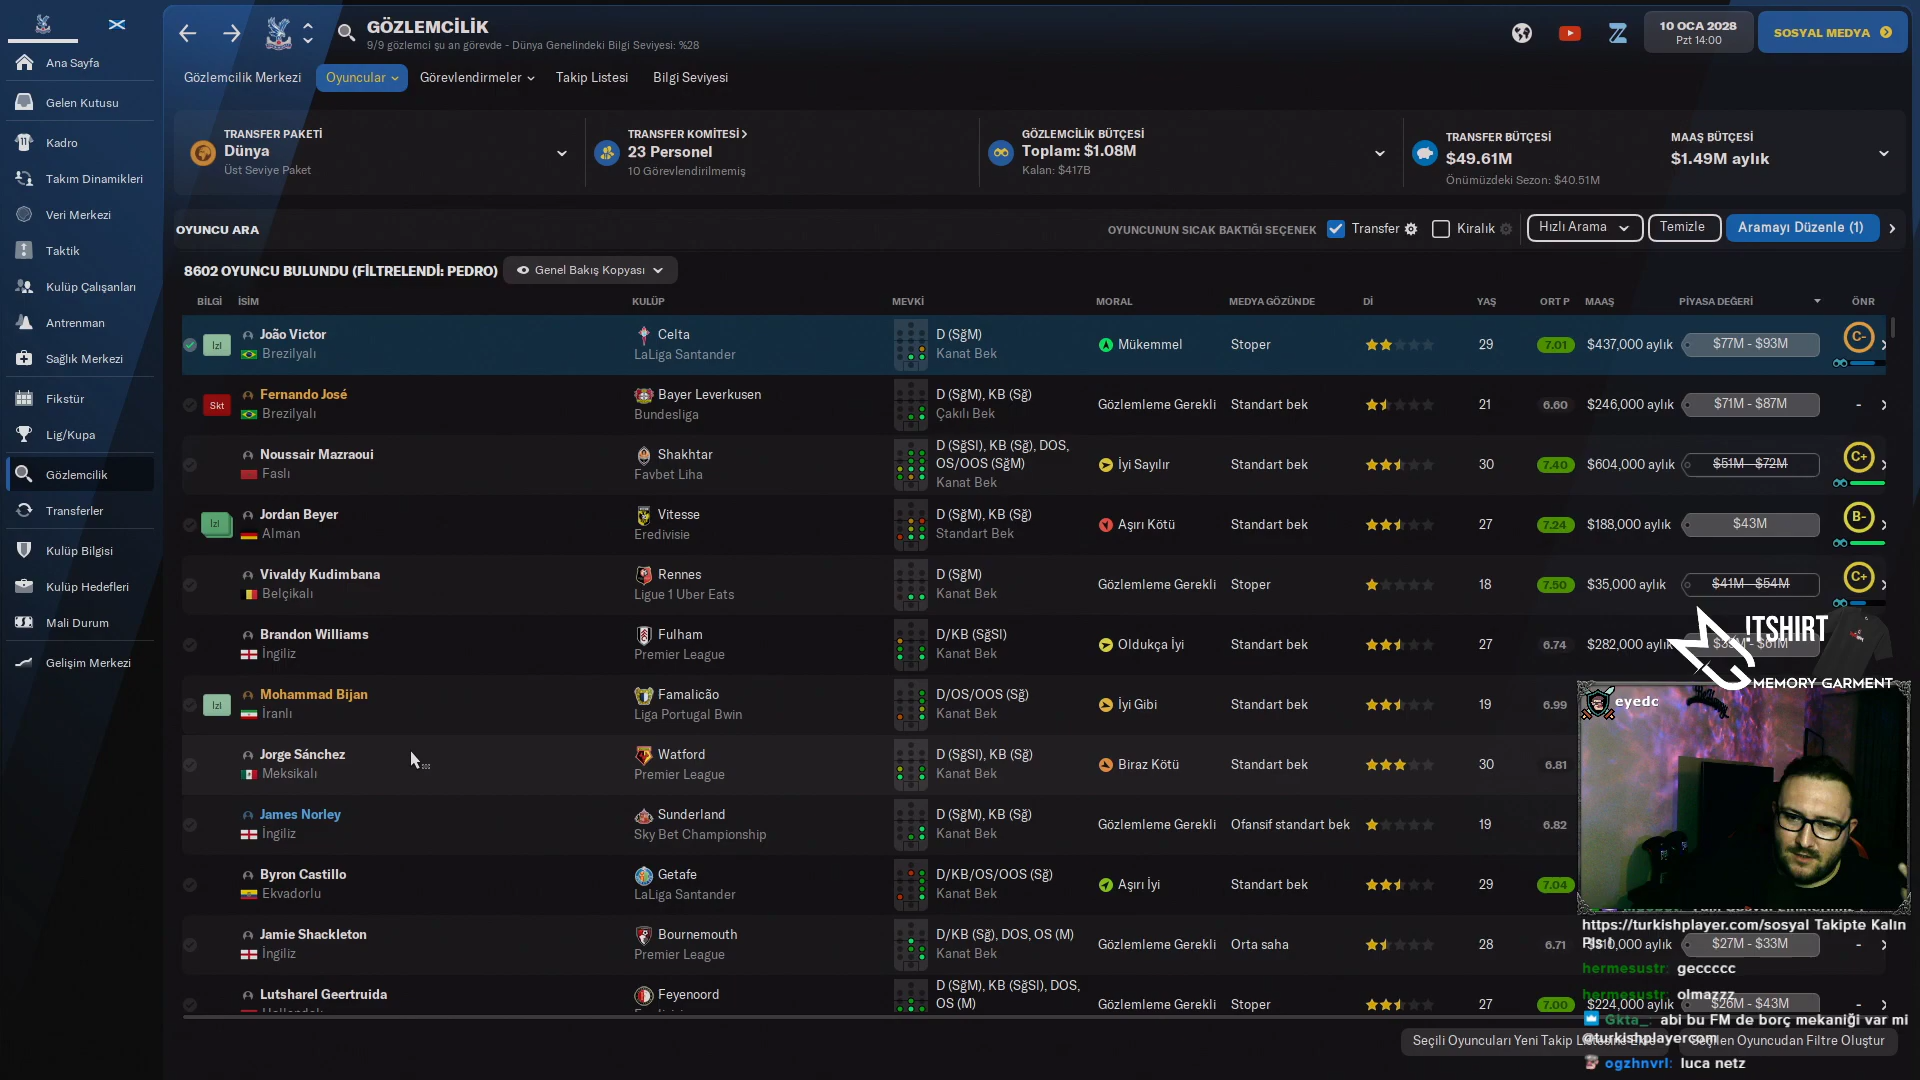 GÖZLEMCİLİK
9/9 gözlemci şu an görevde - Dünya Genelindeki Bilgi Seviyesi: %28
10 OCA 2028
Pzt 14:00
SOSYAL MEDYA
Ana Sayfa
Gelen Kutusu
Kadro
Takım Dinamikleri
Veri Merkezi
Taktik
Kulüp Çalışanları
Antrenman
Sağlık Merkezi
Fikstür
Lig/Kupa
Gözlemcilik
Transferler
Kulüp Bilgisi
Kulüp Hedefleri
Mali Durum
Gelişim Merkezi
Gözlemcilik Merkezi Oyuncular Görevlendirmeler Takip Listesi Bilgi Seviyesi
TRANSFER PAKETİ
Dünya
Üst Seviye Paket
TRANSFER KOMİTESİ >
23 Personel
10 Görevlendirilmemiş
GÖZLEMCİLİK BÜTÇESİ
Toplam: $1.08M
Kalan: $417B
TRANSFER BÜTÇESİ
$49.61M
Önümüzdeki Sezon: $40.51M
MAAŞ BÜTÇESİ
$1.49M aylık
OYUNCU ARA
OYUNCUNUN SICAK BAKTIĞI SEÇENEK Transfer Kiralık Hızlı Arama Temizle Aramayı Düzenle (1)
8602 OYUNCU BULUNDU (FİLTRELENDİ: PEDRO) Genel Bakış Kopyası
BİLGİ İSİM KULÜP MEVKİ MORAL MEDYA GÖZÜNDE Dİ YAŞ ORT P MAAŞ PİYASA DEĞERİ ÖNR
İzl João Victor Celta D (SğM) Mükemmel Stoper 29 7.01 $437,000 aylık $77M - $93M C-
Brezilyalı LaLiga Santander Kanat Bek
Skt Fernando José Bayer Leverkusen D (SğM), KB (Sğ) Gözlemleme Gerekli Standart bek 21 6.60 $246,000 aylık $71M - $87M -
Brezilyalı Bundesliga Çakılı Bek
Noussair Mazraoui Shakhtar D (SğSl), KB (Sğ), DOS, OS/OOS (SğM) İyi Sayılır Standart bek 30 7.40 $604,000 aylık $51M - $72M C+
Faslı Favbet Liha Kanat Bek
İzl Jordan Beyer Vitesse D (SğM), KB (Sğ) Aşırı Kötü Standart bek 27 7.24 $188,000 aylık $43M B-
Alman Eredivisie Standart Bek
Vivaldy Kudimbana Rennes D (SğM) Gözlemleme Gerekli Stoper 18 7.50 $35,000 aylık $41M - $54M C+
Belçikalı Ligue 1 Uber Eats Kanat Bek
Brandon Williams Fulham D/KB (SğSl) Oldukça İyi Standart bek 27 6.74 $282,000 aylık
İngiliz Premier League Kanat Bek
İzl Mohammad Bijan Famalicão D/OS/OOS (Sğ) İyi Gibi Standart bek 19 6.99
İranlı Liga Portugal Bwin Kanat Bek
Jorge Sánchez Watford D (SğSl), KB (Sğ) Biraz Kötü Standart bek 30 6.81
Meksikalı Premier League Kanat Bek
James Norley Sunderland D (SğM), KB (Sğ) Gözlemleme Gerekli Ofansif standart bek 19 6.82
İngiliz Sky Bet Championship Kanat Bek
Byron Castillo Getafe D/KB/OS/OOS (Sğ) Aşırı İyi Standart bek 29 7.04
Ekvadorlu LaLiga Santander Kanat Bek
Jamie Shackleton Bournemouth D/KB (Sğ), DOS, OS (M) Gözlemleme Gerekli Orta saha 28 6.71 $27M - $33M -
İngiliz Premier League Kanat Bek
Lutsharel Geertruida Feyenoord D (SğM), KB (SğSl), DOS, OS (M) Gözlemleme Gerekli Stoper 27 7.00 $224,000 aylık $26M - $43M -
!TSHIRT
MEMORY GARMENT
eyedc
https://turkishplayer.com/sosyal Takipte Kalın
Pls !
hermesustr: geccccc
hermesustr: olmazzz
Gkta_: abi bu FM de borç mekaniği var mi
@turkishplayercom
ogzhnvrl: luca netz
Seçili Oyuncuları Yeni Takip Seçilen Oyuncudan Filtre Oluştur